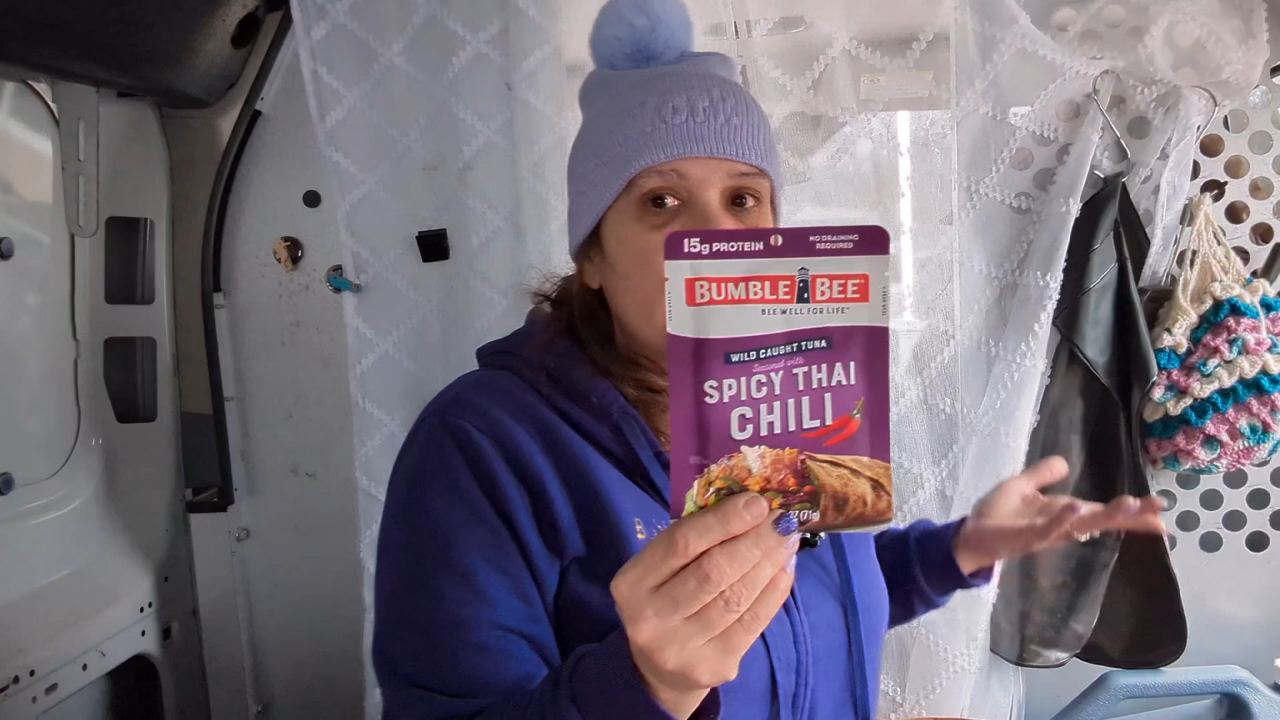 15g PROTEIN
NO DRAINING
REQUIRED
BUMBLE BEE
BEE WELL FOR LIFE
WILD CAUGHT TUNA
Seasoned with
SPICY THAI
CHILI